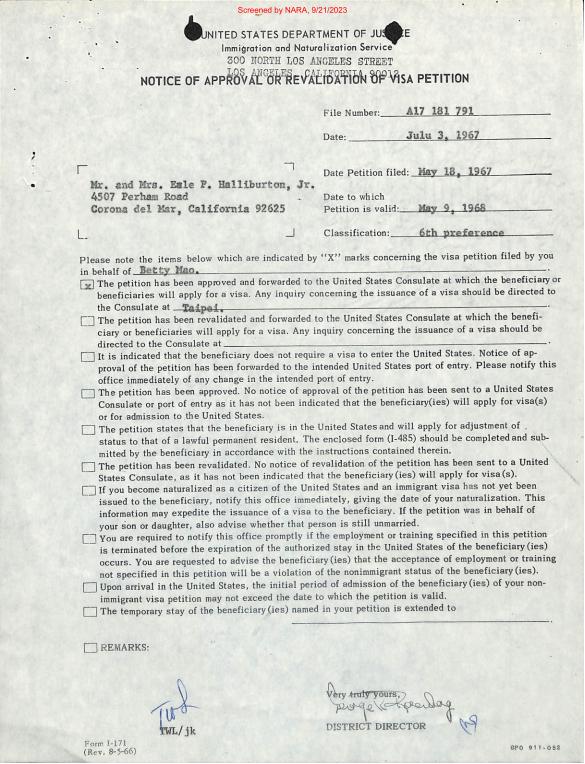 Screened by NARA, 9/21/2023
UNITED STATES DEPARTMENT OF JUSTICE
Immigration and Naturalization Service
300 NORTH LOS ANGELES STREET
LOS ANGELES, CALIFORNIA 90012
NOTICE OF APPROVAL OR REVALIDATION OF VISA PETITION
File Number: A17 181 791
Date: Julu 3, 1967
Date Petition filed: May 18, 1967
Mr. and Mrs. Esle F. Halliburton, Jr.
4507 Perham Road
Corona del Mar, California 92625
Date to which
Petition is valid: May 9, 1968
Classification: 6th preference
Please note the items below which are indicated by "X" marks concerning the visa petition filed by you
in behalf of Betty Mao.
x The petition has been approved and forwarded to the United States Consulate at which the beneficiary or
beneficiaries will apply for a visa. Any inquiry concerning the issuance of a visa should be directed to
the Consulate at Taipei.
The petition has been revalidated and forwarded to the United States Consulate at which the benefi-
ciary or beneficiaries will apply for a visa. Any inquiry concerning the issuance of a visa should be
directed to the Consulate at
It is indicated that the beneficiary does not require a visa to enter the United States. Notice of ap-
proval of the petition has been forwarded to the intended United States port of entry. Please notify this
office immediately of any change in the intended port of entry.
The petition has been approved. No notice of approval of the petition has been sent to a United States
Consulate or port of entry as it has not been indicated that the beneficiary(ies) will apply for visa(s)
or for admission to the United States.
The petition states that the beneficiary is in the United States and will apply for adjustment of
status to that of a lawful permanent resident. The enclosed form (I-485) should be completed and sub-
mitted by the beneficiary in accordance with the instructions contained therein.
The petition has been revalidated. No notice of revalidation of the petition has been sent to a United
States Consulate, as it has not been indicated that the beneficiary (ies) will apply for visa(s).
If you become naturalized as a citizen of the United States and an immigrant visa has not yet been
issued to the beneficiary, notify this office immediately, giving the date of your naturalization. This
information may expedite the issuance of a visa to the beneficiary. If the petition was in behalf of
your son or daughter, also advise whether that person is still unmarried.
You are required to notify this office promptly if the employment or training specified in this petition
is terminated before the expiration of the authorized stay in the United States of the beneficiary(ies)
occurs. You are requested to advise the beneficiary(ies) that the acceptance of employment or training
not specified in this petition will be a violation of the nonimmigrant status of the beneficiary(ies).
Upon arrival in the United States, the initial period of admission of the beneficiary(ies) of your non-
immigrant visa petition may not exceed the date to which the petition is valid.
The temporary stay of the beneficiary(ies) named in your petition is extended to
REMARKS:
TWL
TWL/jk
Very truly yours,
DISTRICT DIRECTOR
Form I-171
(Rev. 8-5-66)
GPO 911-052